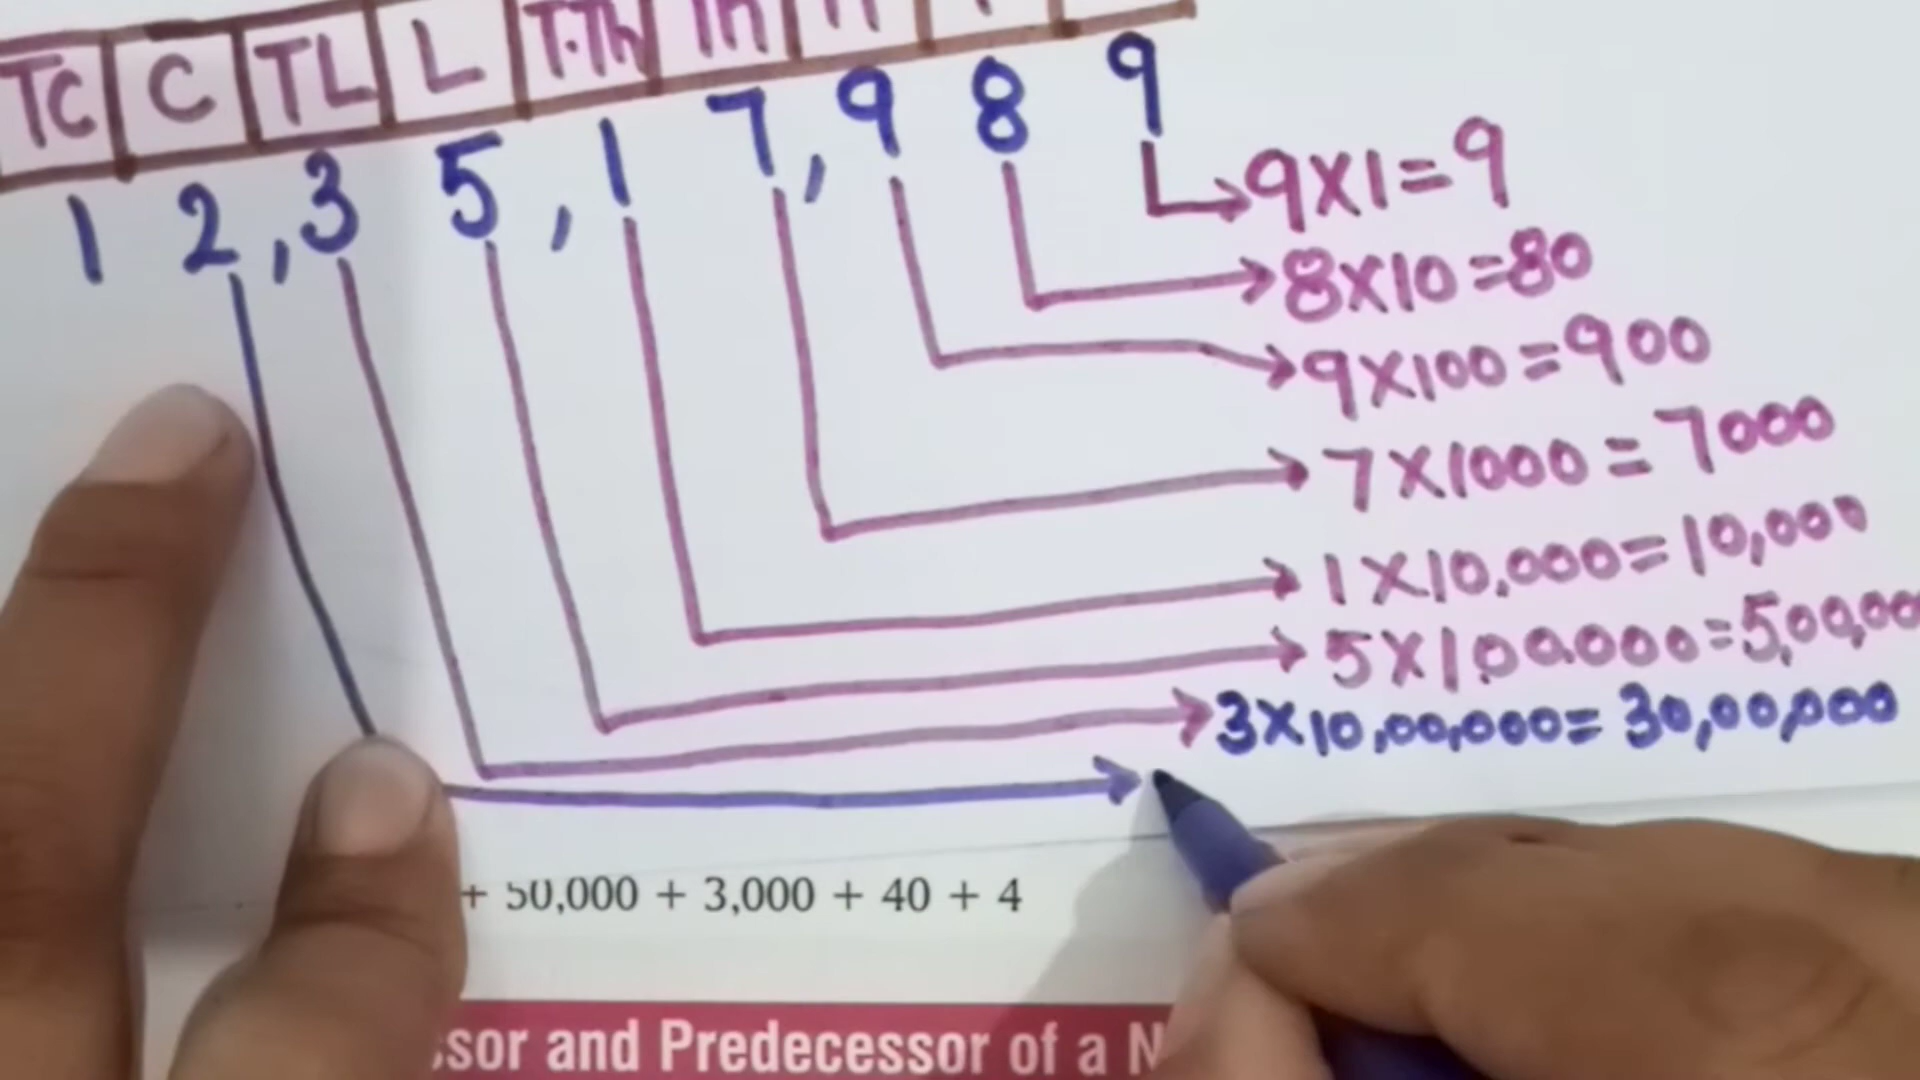 TC C TL L T.Th Th H
1 2,3 5,1 7,9 8 9
9X1=9
8X10=80
9X100=900
7X1000=7000
1X10,000=10,000
5X1,00,000=5,00,00
3X10,00,000=30,00,000
+ 50,000 + 3,000 + 40 + 4
ssor and Predecessor of a N